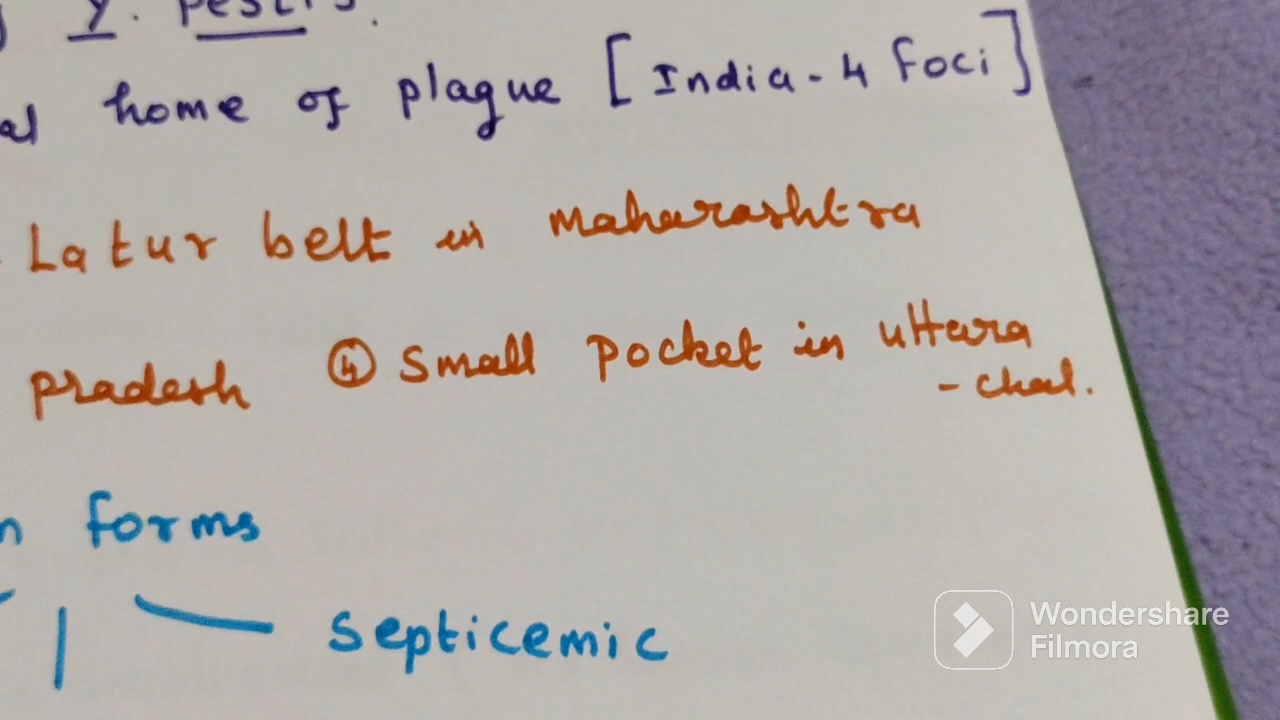 Y. Pestis.
al home of plague [India - 4 Foci]
Latur belt in Maharashtra
pradesh ④ Small pocket in uttara
- chal.
n forms
Septicemic
Wondershare
Filmora